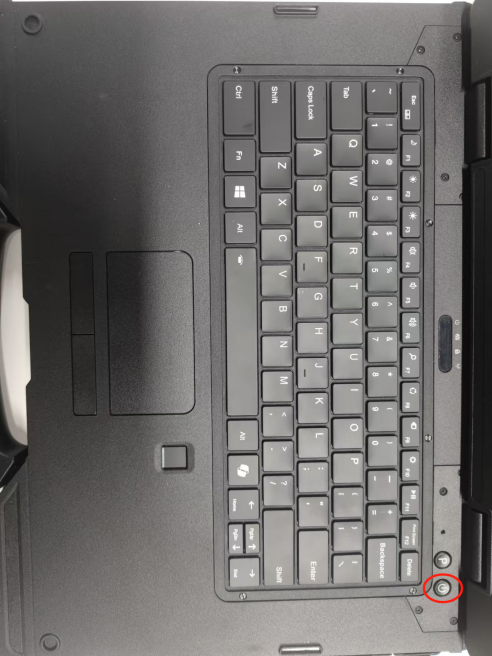 Esc F1 F2 F3 F4 F5 F6 F7 F8 F9 F10 F11 F12 Delete
P
~ ` ! 1 @ 2 # 3 $ 4 % 5 ^ 6 & 7 * 8 ( 9 ) 0 _ - + = Backspace
Tab Q W E R T Y U I O P { [ } ] | \
Caps Lock A S D F G H J K L : ; " ' Enter
Shift Z X C V B N M < , > . ? / Shift
Ctrl Fn Alt Alt Home PgUp PgDn End